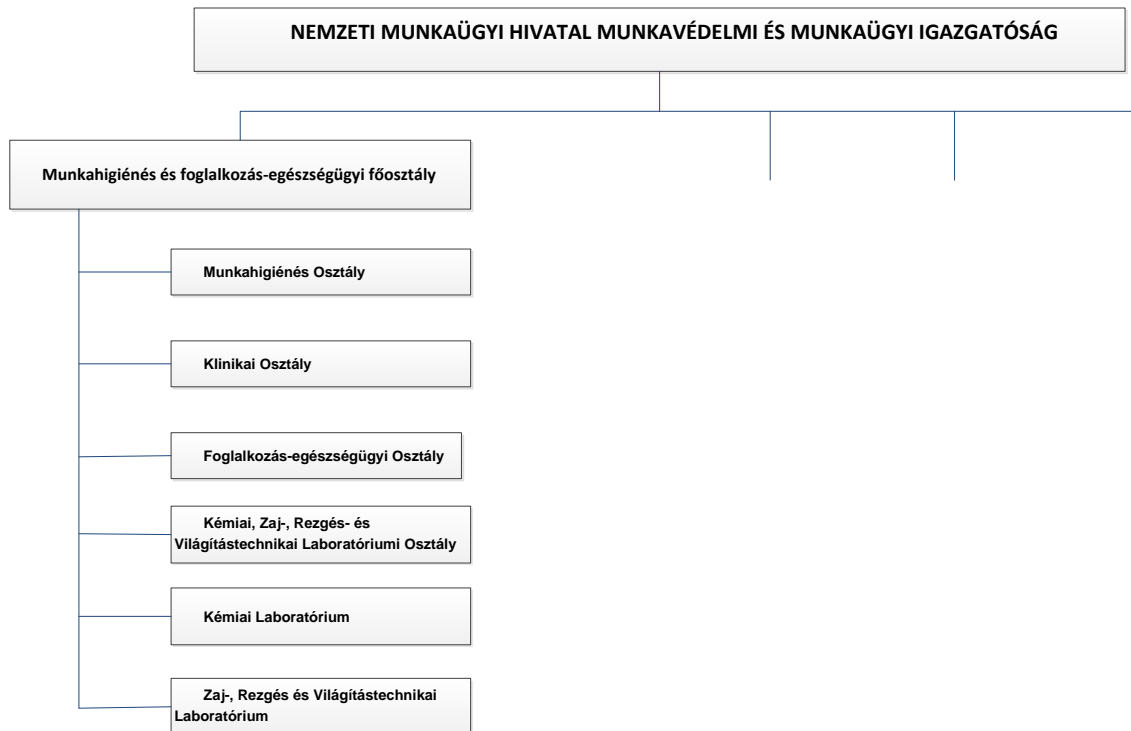 NEMZETI MUNKAÜGYI HIVATAL MUNKAVÉDELMI ÉS MUNKAÜGYI IGAZGATÓSÁG
Munkahigiénés és foglalkozás-egészségügyi főosztály
Munkahigiénés Osztály
Klinikai Osztály
Foglalkozás-egészségügyi Osztály
Kémiai, Zaj-, Rezgés- és
Világítástechnikai Laboratóriumi Osztály
Kémiai Laboratórium
Zaj-, Rezgés és Világítástechnikai
Laboratórium